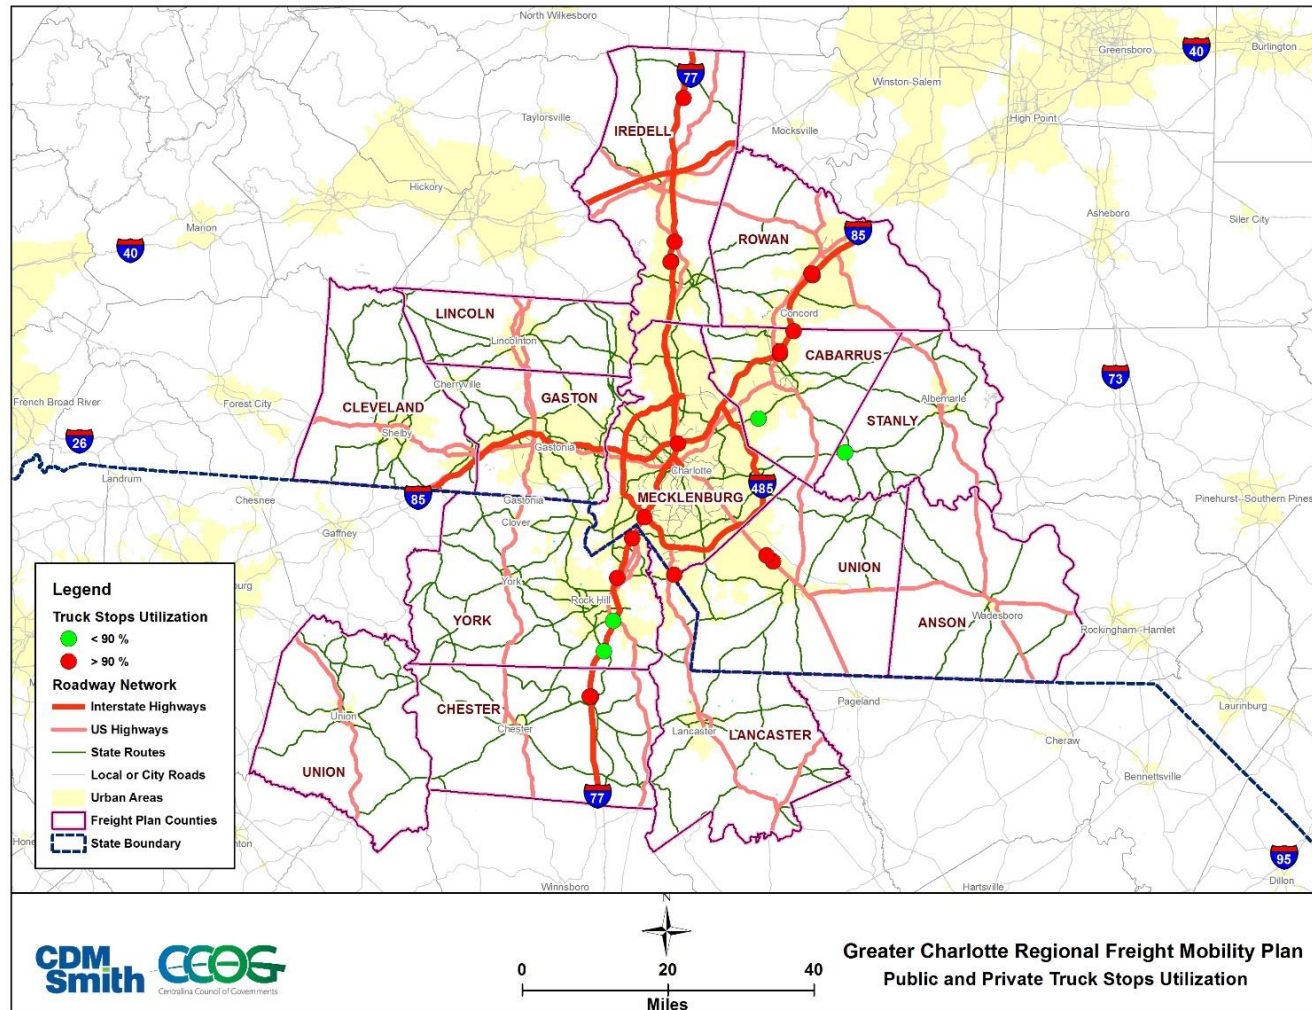 North Wilkesboro
Greensboro
Burlington
40
77
Winston-Salem
High Point
Taylorsville
IREDELL
Mocksville
Hickory
Asheboro
Siler City
Marion
40
ROWAN
85
LINCOLN
Concord
Lincolnton
CABARRUS
73
Cherryville
GASTON
French Broad River
Forest City
CLEVELAND
Albemarle
STANLY
Shelby
26
Gastonia
Charlotte
Landrum
485
MECKLENBURG
85
Chesnee
Gastonia
Pinehurst--Southern Pines
Clover
Gaffney
UNION
York
Rock Hill
YORK
ANSON
Wadesboro
Rockingham--Hamlet
CHESTER
Pageland
Laurinburg
Union
Chester
Lancaster
LANCASTER
Cheraw
UNION
Bennettsville
77
95
Dillon
Winnsboro
Hartsville
Legend
Truck Stops Utilization
< 90 %
> 90 %
Roadway Network
Interstate Highways
US Highways
State Routes
Local or City Roads
Urban Areas
Freight Plan Counties
State Boundary
CDM
Smith
CCOG
Centralina Council of Governments
N
0 20 40
Miles
Greater Charlotte Regional Freight Mobility Plan
Public and Private Truck Stops Utilization